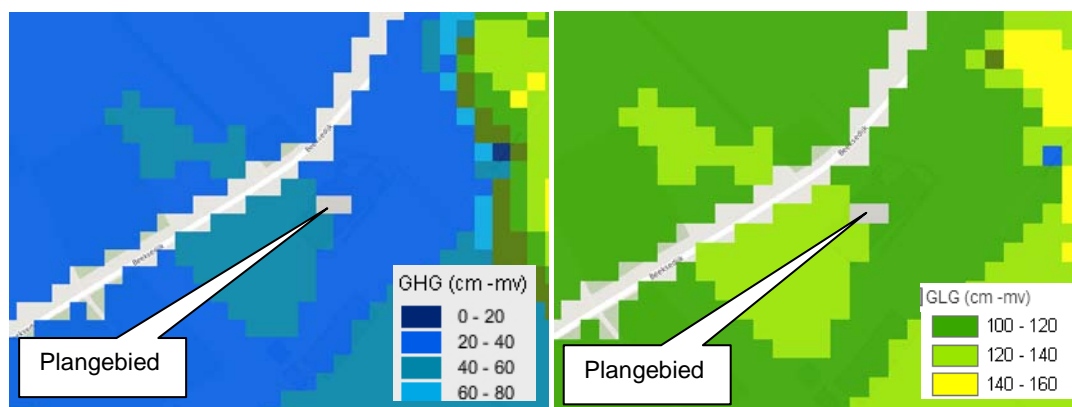 Beeksedijk
Beeksedijk
GHG (cm -mv)
0 - 20
20 - 40
40 - 60
60 - 80
Plangebied
Beeksedijk
Beeksedijk
GLG (cm -mv)
100 - 120
120 - 140
140 - 160
Plangebied